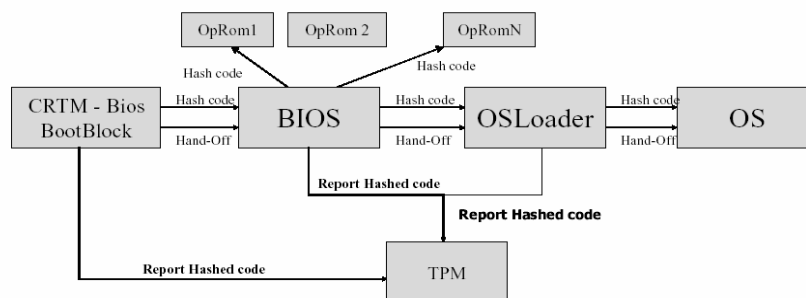 OpRom1
OpRom 2
OpRomN
Hash code
Hash code
CRTM - Bios
BootBlock
Hash code
Hand-Off
BIOS
Hash code
Hand-Off
OSLoader
Hash code
Hand-Off
OS
Report Hashed code
Report Hashed code
Report Hashed code
TPM